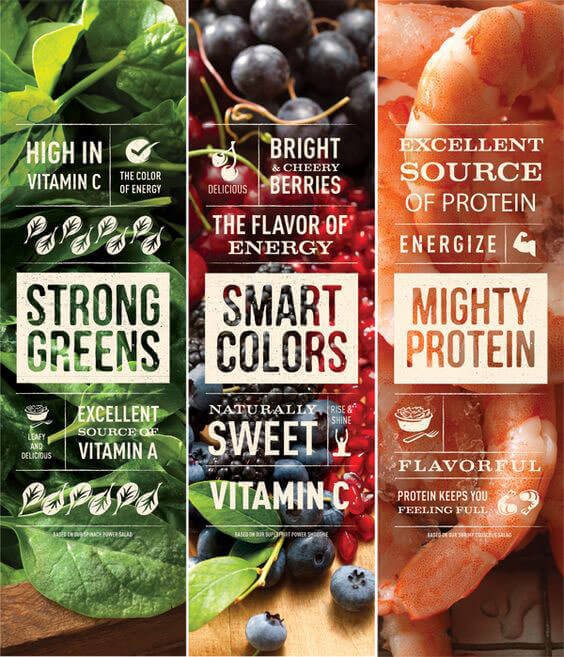 HIGH IN
VITAMIN C
THE COLOR
OF ENERGY
STRONG
GREENS
LEAFY
AND
DELICIOUS
EXCELLENT
SOURCE OF
VITAMIN A
BASED ON OUR SPINACH POWER SALAD
DELICIOUS
BRIGHT
& CHEERY
BERRIES
THE FLAVOR OF
ENERGY
SMART
COLORS
NATURALLY
SWEET
RISE &
SHINE
VITAMIN C
BASED ON OUR SUPERFRUIT POWER SMOOTHIE
EXCELLENT
SOURCE
OF PROTEIN
ENERGIZE
MIGHTY
PROTEIN
FLAVORFUL
PROTEIN KEEPS YOU
FEELING FULL
BASED ON OUR SHRIMP COUSCOUS SALAD